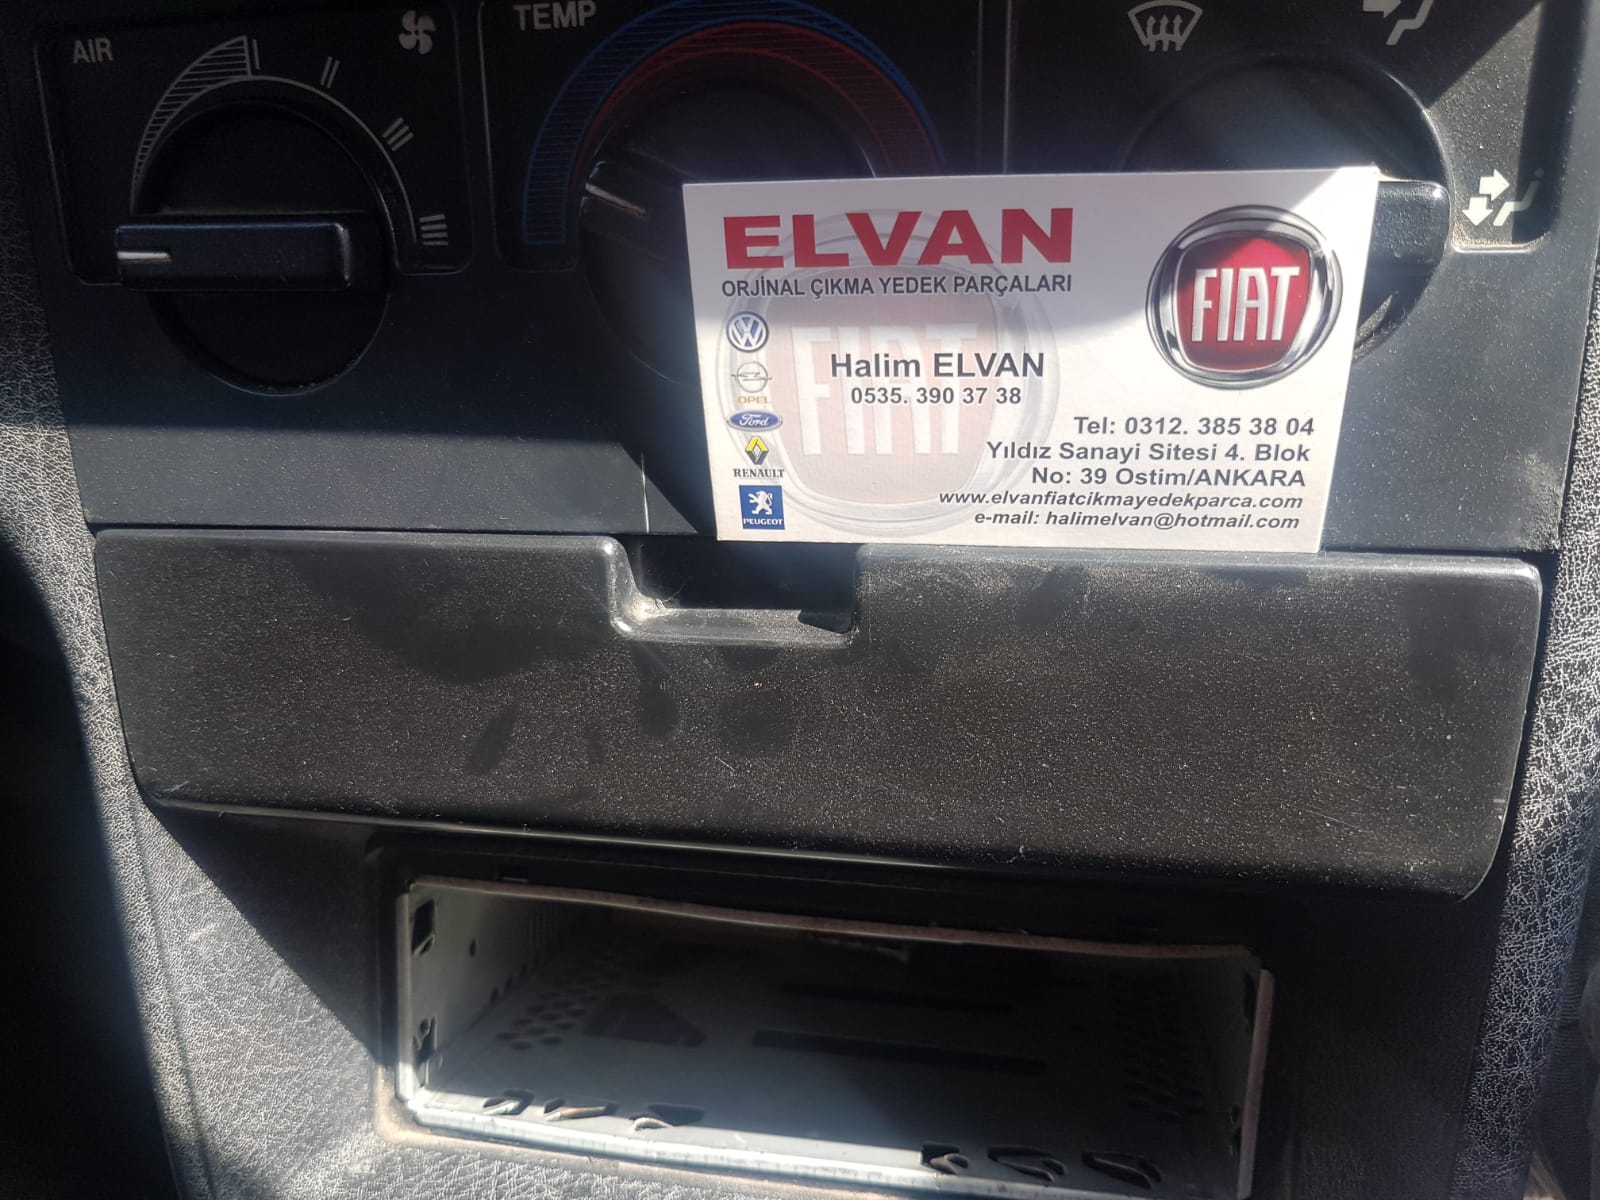 AIR
TEMP
ELVAN
ORJİNAL ÇIKMA YEDEK PARÇALARI
FIAT
FIAT
OPEL
Ford
RENAULT
PEUGEOT
Halim ELVAN
0535. 390 37 38
Tel: 0312. 385 38 04
Yıldız Sanayi Sitesi 4. Blok
No: 39 Ostim/ANKARA
www.elvanfiatcikmayedekparca.com
e-mail: halimelvan@hotmail.com